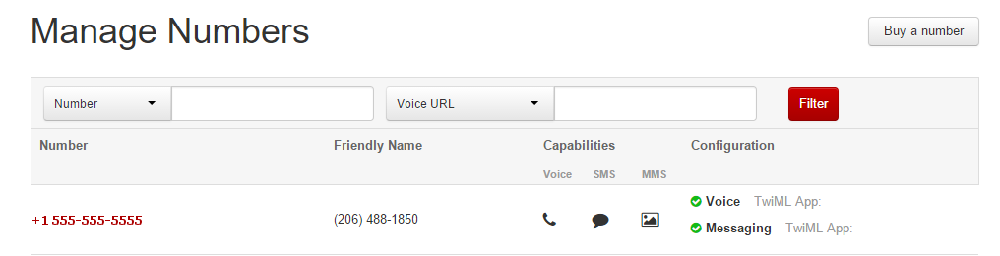 Manage Numbers
Buy a number
Number Voice URL Filter
Number Friendly Name Capabilities Configuration
Voice SMS MMS
+1 555-555-5555 (206) 488-1850
Voice TwiML App:
Messaging TwiML App: